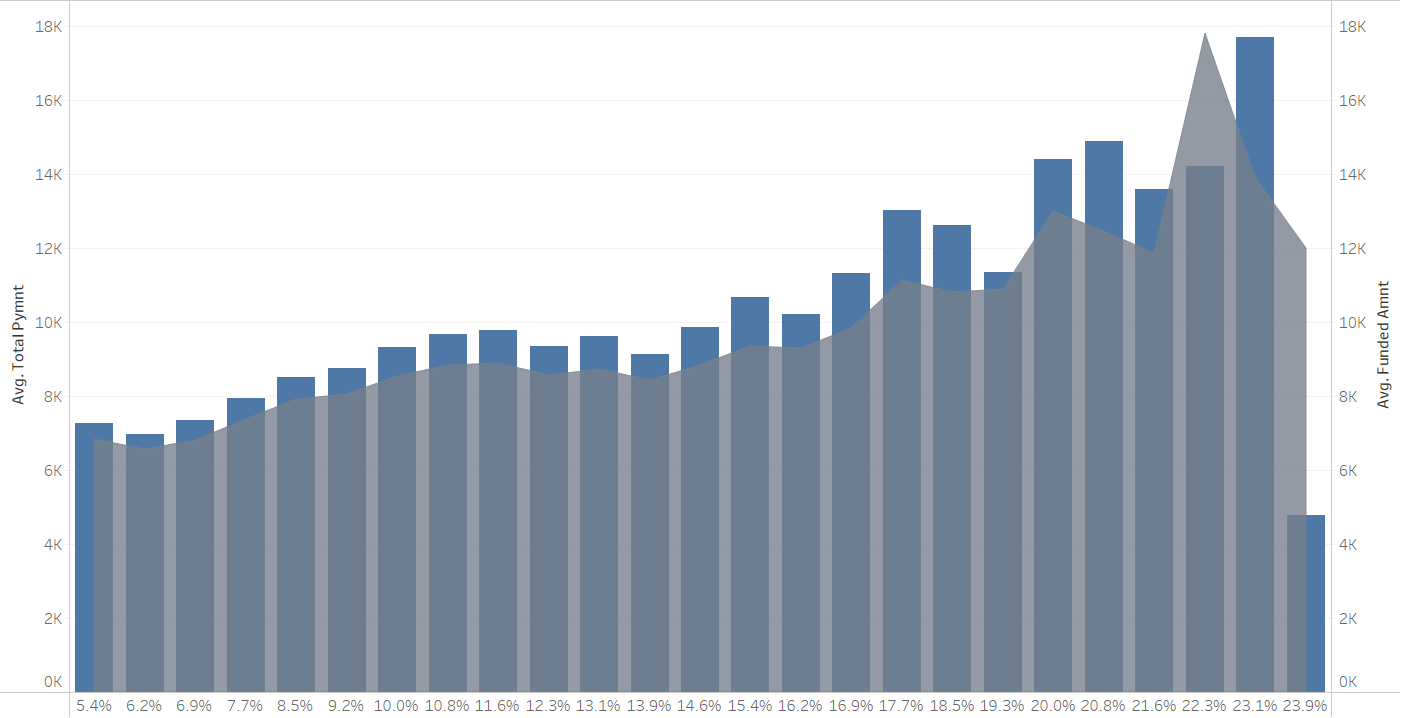 18K
16K
14K
12K
10K
8K
6K
4K
2K
0K
Avg. Total Pymnt
18K
16K
14K
12K
10K
8K
6K
4K
2K
0K
Avg. Funded Amnt
5.4% 6.2% 6.9% 7.7% 8.5% 9.2% 10.0% 10.8% 11.6% 12.3% 13.1% 13.9% 14.6% 15.4% 16.2% 16.9% 17.7% 18.5% 19.3% 20.0% 20.8% 21.6% 22.3% 23.1% 23.9%